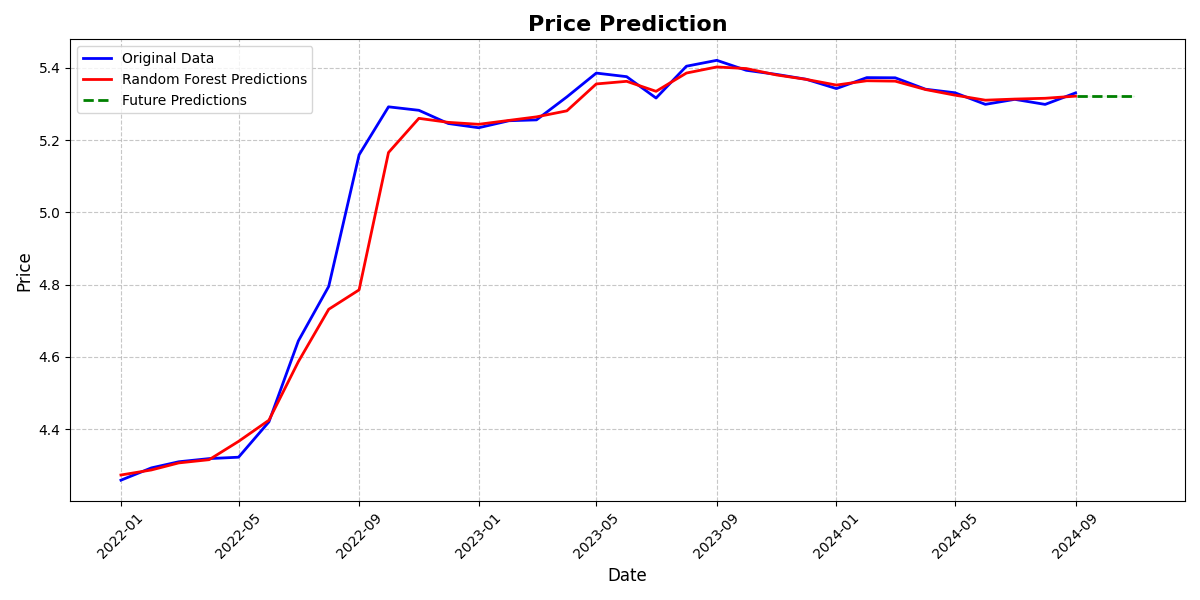 Price Prediction
Original Data
Random Forest Predictions
Future Predictions
Price
5.4
5.2
5.0
4.8
4.6
4.4
2022-01
2022-05
2022-09
2023-01
2023-05
2023-09
2024-01
2024-05
2024-09
Date